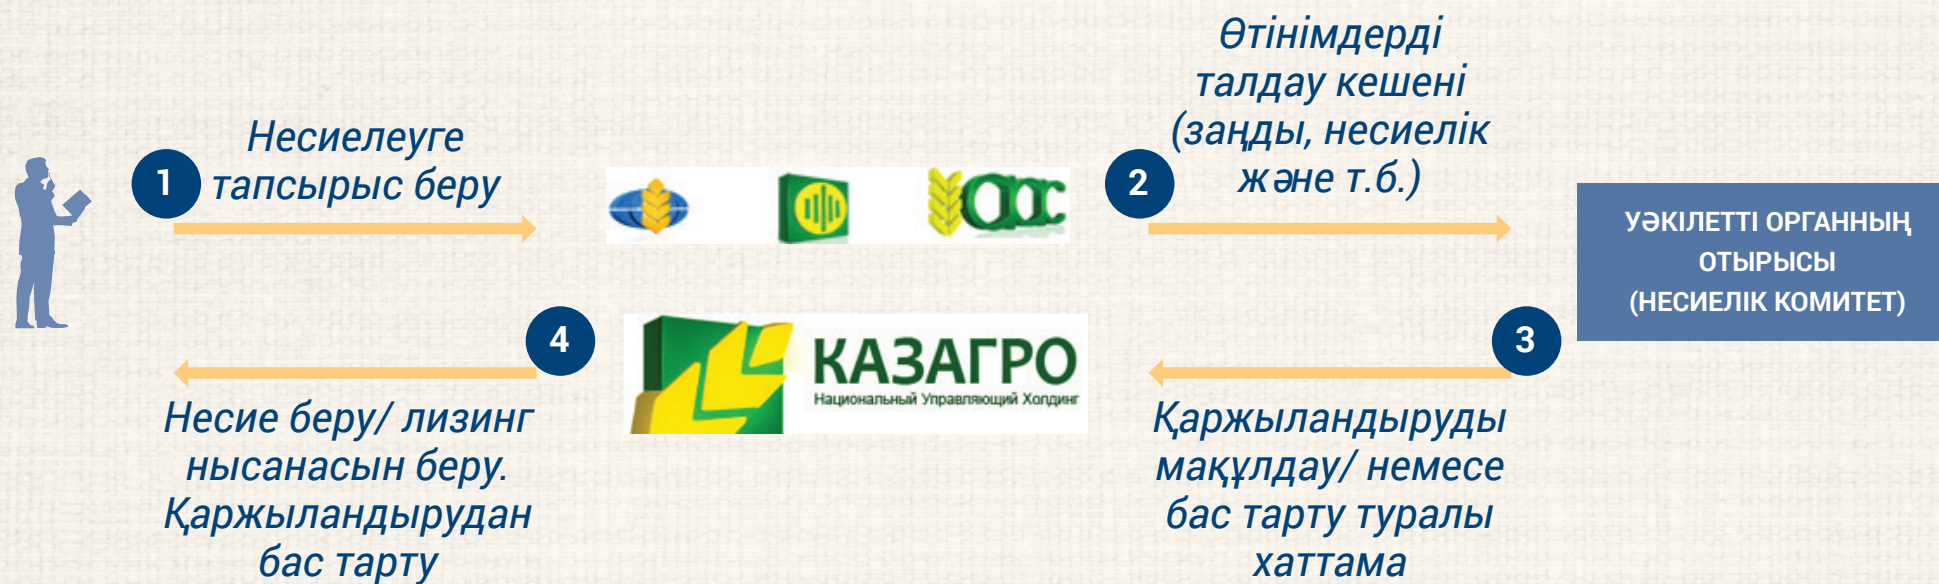 1
Несиелеуге
тапсырыс беру
2
Өтінімдерді
талдау кешені
(заңды, несиелік
және т.б.)
УӘКІЛЕТТІ ОРГАННЫҢ
ОТЫРЫСЫ
(НЕСИЕЛІК КОМИТЕТ)
3
Қаржыландыруды
мақұлдау/ немесе
бас тарту туралы
хаттама
КАЗАГРО
Национальный Управляющий Холдинг
4
Несие беру/ лизинг
нысанасын беру.
Қаржыландырудан
бас тарту